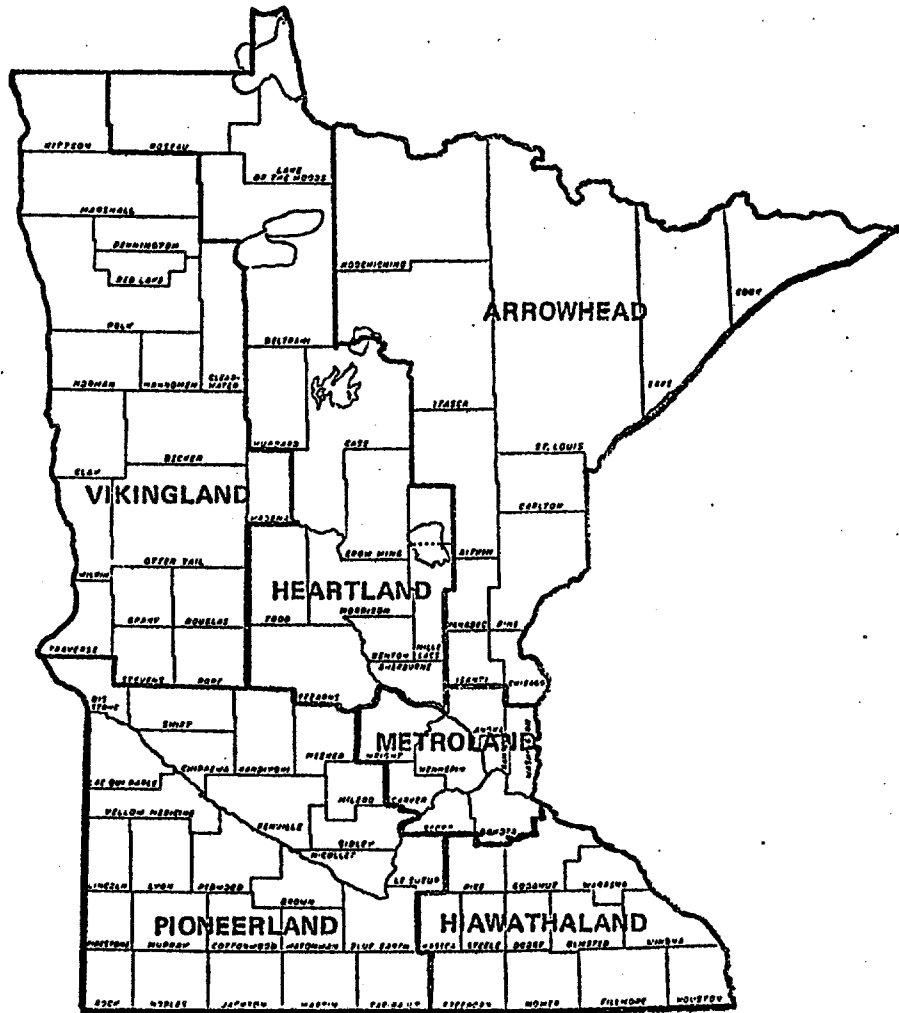 KITTSON
ROSEAU
LAKE
OF THE WOODS
MARSHALL
PENNINGTON
RED LAKE
KOOCHICHING
COOK
ARROWHEAD
POLK
BELTRAMI
NORMAN
MAHNOMEN
CLEAR-
WATER
LAKE
ITASCA
HUBBARD
CASS
ST. LOUIS
BECKER
CLAY
VIKINGLAND
WADENA
CARLTON
CROW WING
AITKIN
OTTER TAIL
WILKIN
HEARTLAND
MORRISON
GRANT
DOUGLAS
TODD
KANABEC
PINE
MILLE
LACS
TRAVERSE
BENTON
SHERBURNE
STEVENS
POPE
ISANTI
CHISAGO
BIG
STONE
STEARNS
SWIFT
METROLAND
MEEKER
WRIGHT
ANOKA
WASHINGTON
CHIPPEWA
KANDIYOHI
HENNEPIN
LAC QUI PARLE
MCLEOD
CARVER
YELLOW MEDICINE
RENVILLE
SCOTT
DAKOTA
SIBLEY
NICOLLET
LE SUEUR
LINCOLN
LYON
REDWOOD
RICE
GOODHUE
WABASHA
BROWN
PIONEERLAND
HIAWATHALAND
PIPESTONE
MURRAY
COTTONWOOD
WATONWAN
BLUE EARTH
WASECA
STEELE
DODGE
OLMSTED
WINONA
ROCK
NOBLES
JACKSON
MARTIN
FARIBAULT
FREEBORN
MOWER
FILLMORE
HOUSTON